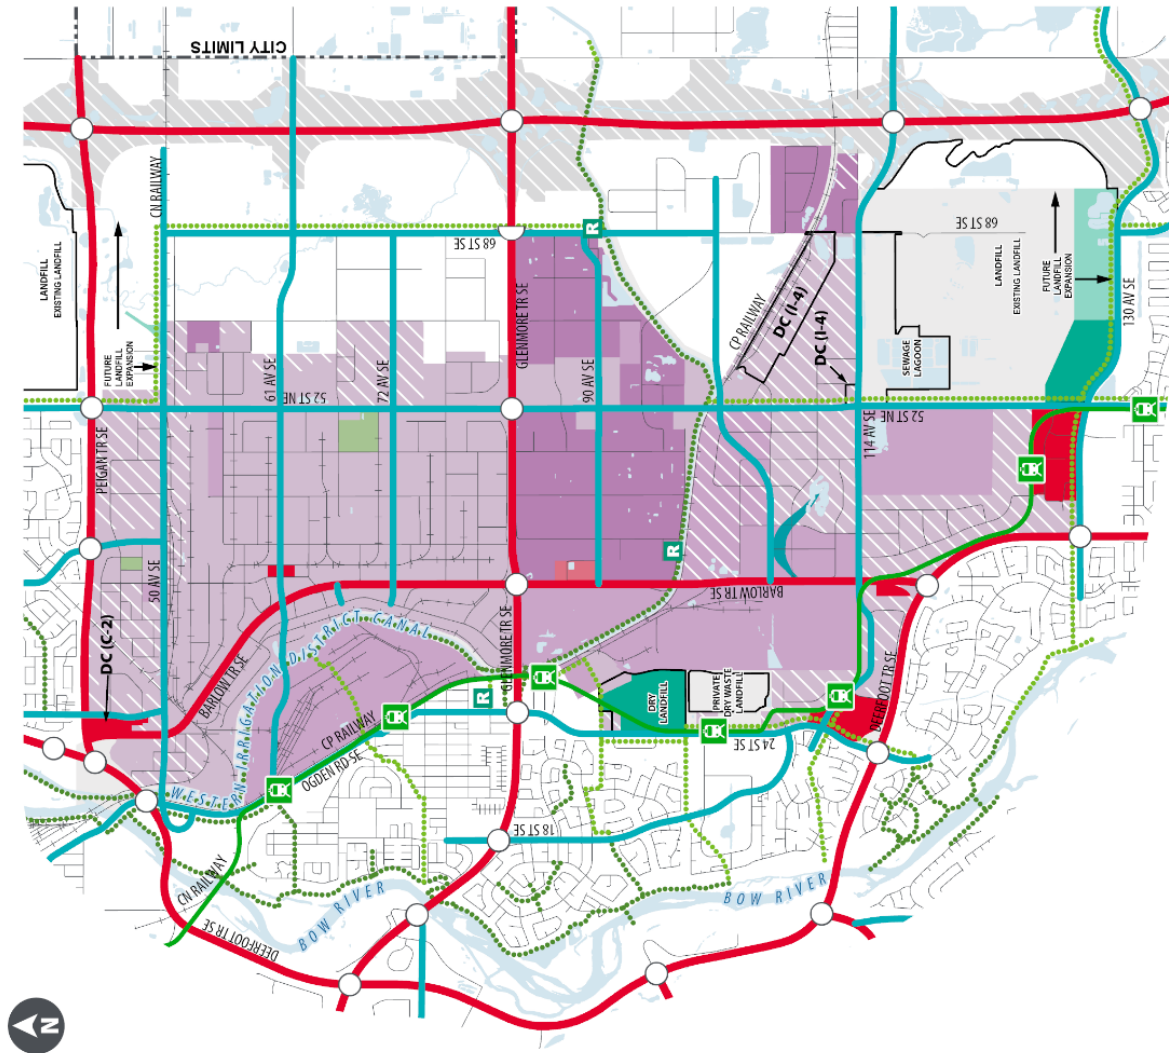 CITY LIMITS
CN RAILWAY
LANDFILL
EXISTING LANDFILL
FUTURE
LANDFILL
EXPANSION
68 ST SE
R
68 ST SE
LANDFILL
EXISTING LANDFILL
FUTURE
LANDFILL
EXPANSION
130 AV SE
CP RAILWAY
DC (I-4)
DC (I-4)
SEWAGE
LAGOON
PEIGAN TR SE
61 AV SE
52 ST NE
72 AV SE
GLENMORE TR SE
90 AV SE
114 AV SE
52 ST NE
50 AV SE
R
DC (C-2)
BARLOW TR SE
WESTERN IRRIGATION DISTRICT CANAL
BARLOW TR SE
GLENMORE TR SE
R
CP RAILWAY
OGDEN RD SE
DRY
LANDFILL
PRIVATE
DRY WASTE
LANDFILL
24 ST SE
DEERFOOT TR SE
18 ST SE
CN RAILWAY
DEERFOOT TR SE
BOW RIVER
BOW RIVER
N